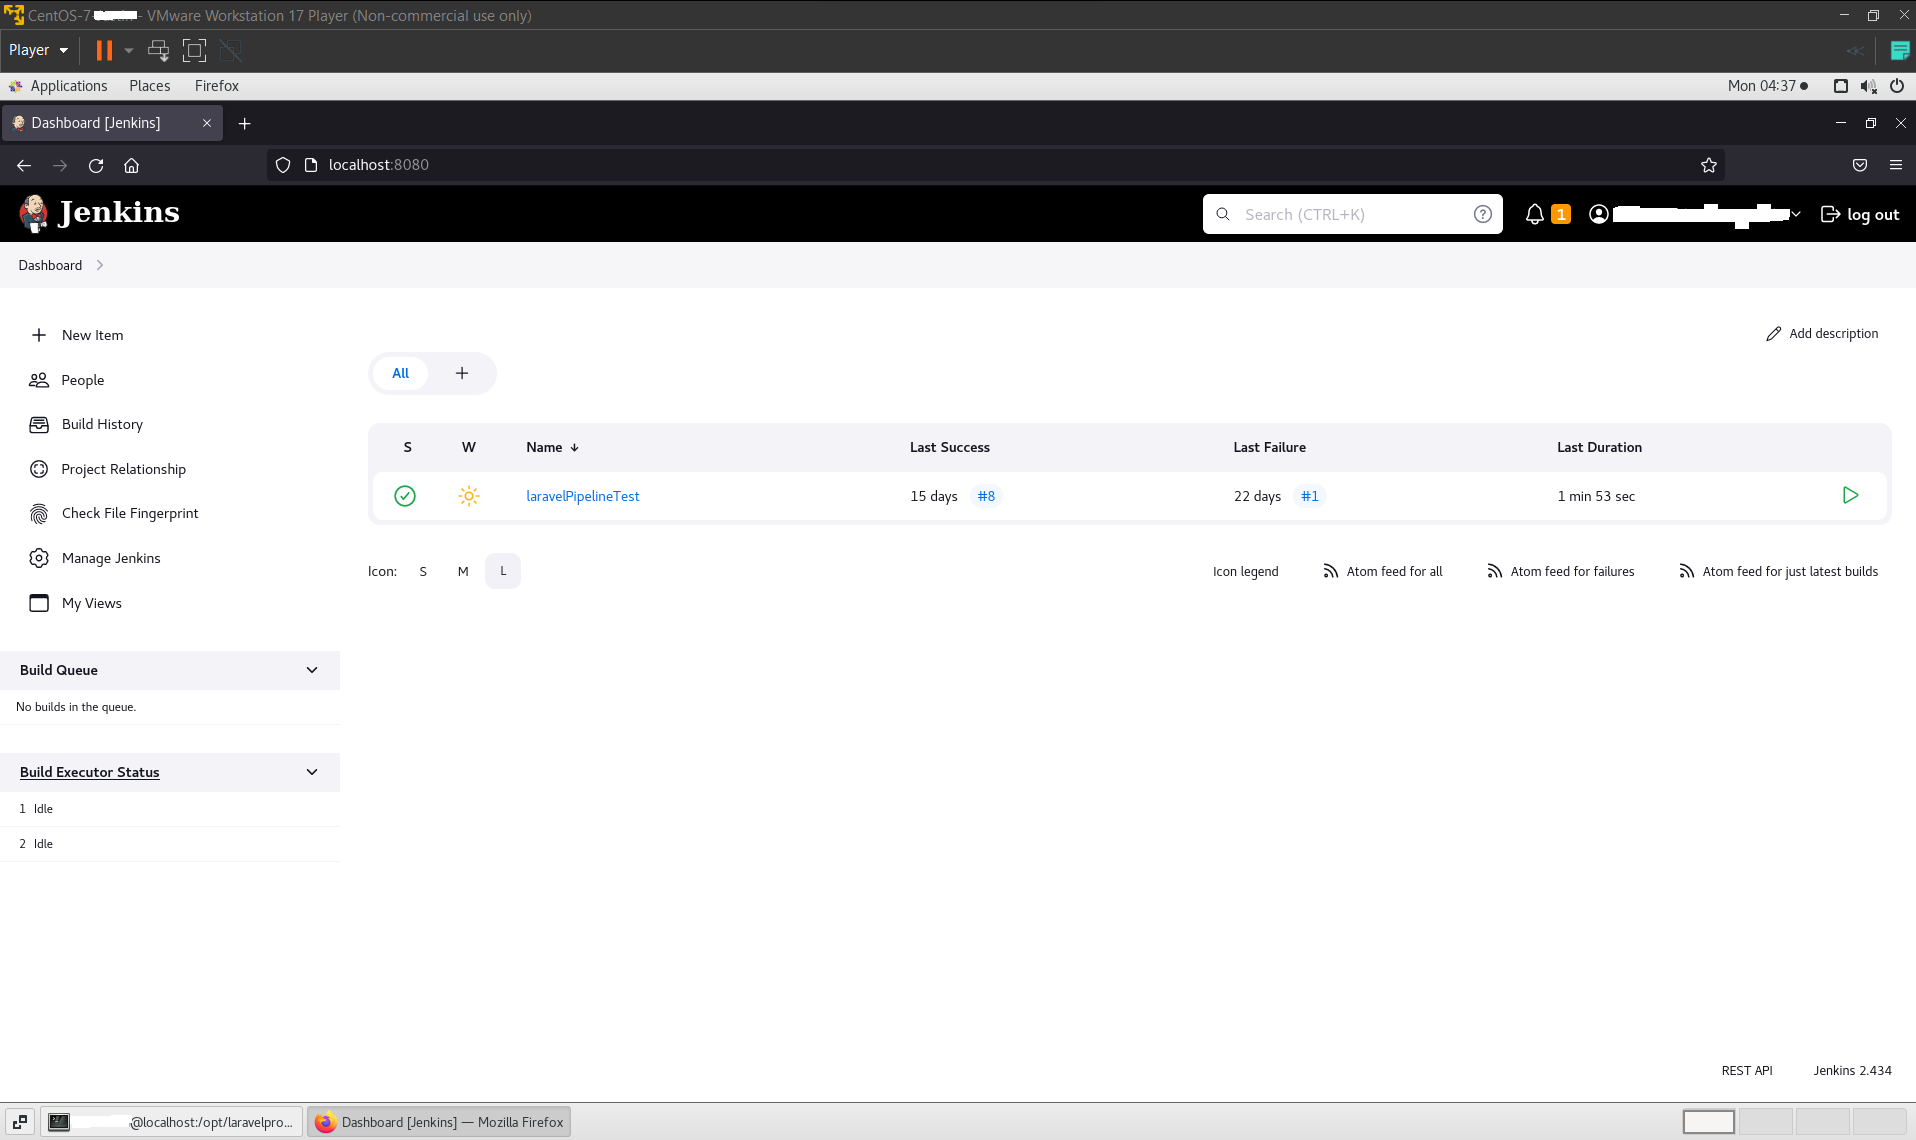 CentOS-7- - VMware Workstation 17 Player (Non-commercial use only)
Player
Applications Places Firefox Mon 04:37
Dashboard [Jenkins]
localhost:8080
Jenkins Search (CTRL+K) 1 log out
Dashboard
New Item
People
Build History
Project Relationship
Check File Fingerprint
Manage Jenkins
My Views
Build Queue
No builds in the queue.
Build Executor Status
1 Idle
2 Idle
Add description
All
S W Name ↓ Last Success Last Failure Last Duration
laravelPipelineTest 15 days #8 22 days #1 1 min 53 sec
Icon: S M L Icon legend Atom feed for all Atom feed for failures Atom feed for just latest builds
REST API Jenkins 2.434
@localhost:/opt/laravelpro... Dashboard [Jenkins] — Mozilla Firefox